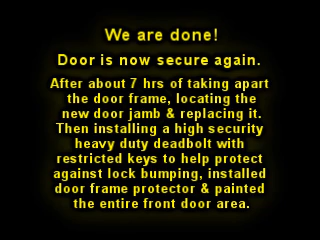 We are done!
Door is now secure again.
After about 7 hrs of taking apart
the door frame, locating the
new door jamb & replacing it.
Then installing a high security
heavy duty deadbolt with
restricted keys to help protect
against lock bumping, installed
door frame protector & painted
the entire front door area.